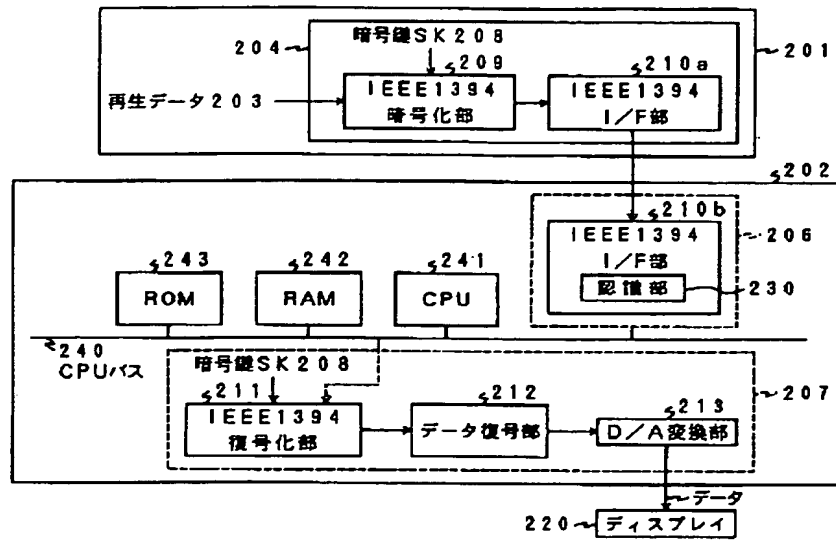 204
暗号鍵SK208
201
209
210a
再生データ203
IEEE1394
暗号化部
IEEE1394
I/F部
202
210b
IEEE1394
I/F部
認識部
206
230
243
ROM
242
RAM
241
CPU
240
CPUバス
暗号鍵SK208
207
211
IEEE1394
復号化部
212
データ復号部
213
D/A変換部
データ
220
ディスプレイ